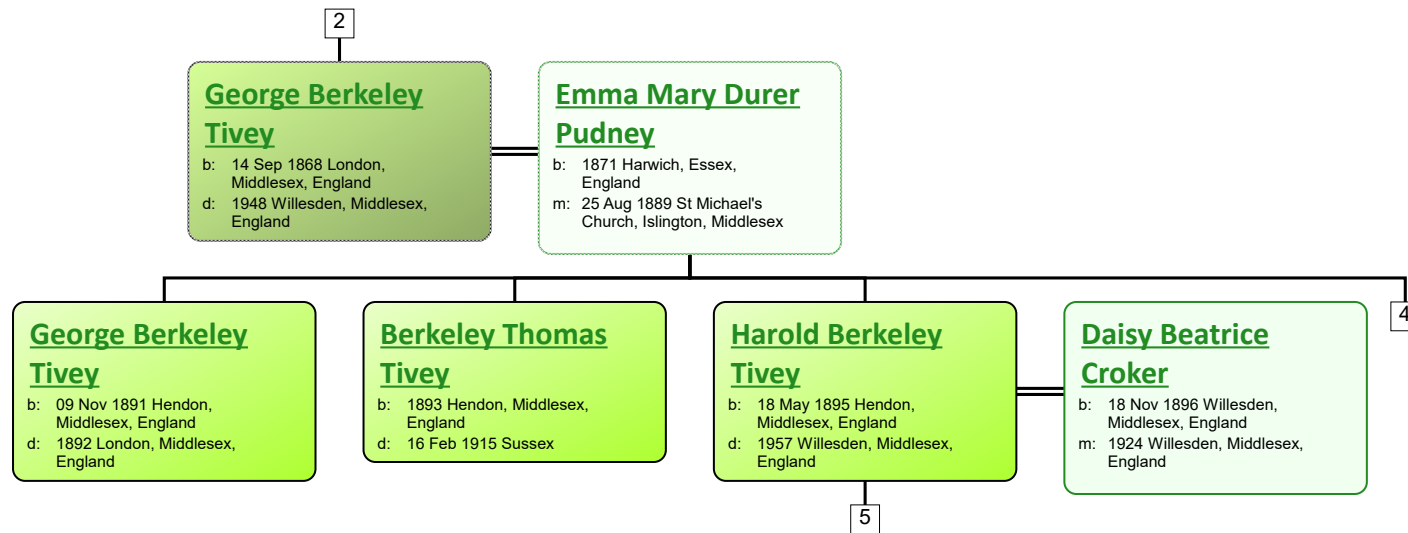 2
George Berkeley
Tivey
b: 14 Sep 1868 London,
Middlesex, England
d: 1948 Willesden, Middlesex,
England
Emma Mary Durer
Pudney
b: 1871 Harwich, Essex,
England
m: 25 Aug 1889 St Michael's
Church, Islington, Middlesex
George Berkeley
Tivey
b: 09 Nov 1891 Hendon,
Middlesex, England
d: 1892 London, Middlesex,
England
Berkeley Thomas
Tivey
b: 1893 Hendon, Middlesex,
England
d: 16 Feb 1915 Sussex
Harold Berkeley
Tivey
b: 18 May 1895 Hendon,
Middlesex, England
d: 1957 Willesden, Middlesex,
England
Daisy Beatrice
Croker
b: 18 Nov 1896 Willesden,
Middlesex, England
m: 1924 Willesden, Middlesex,
England
4
5